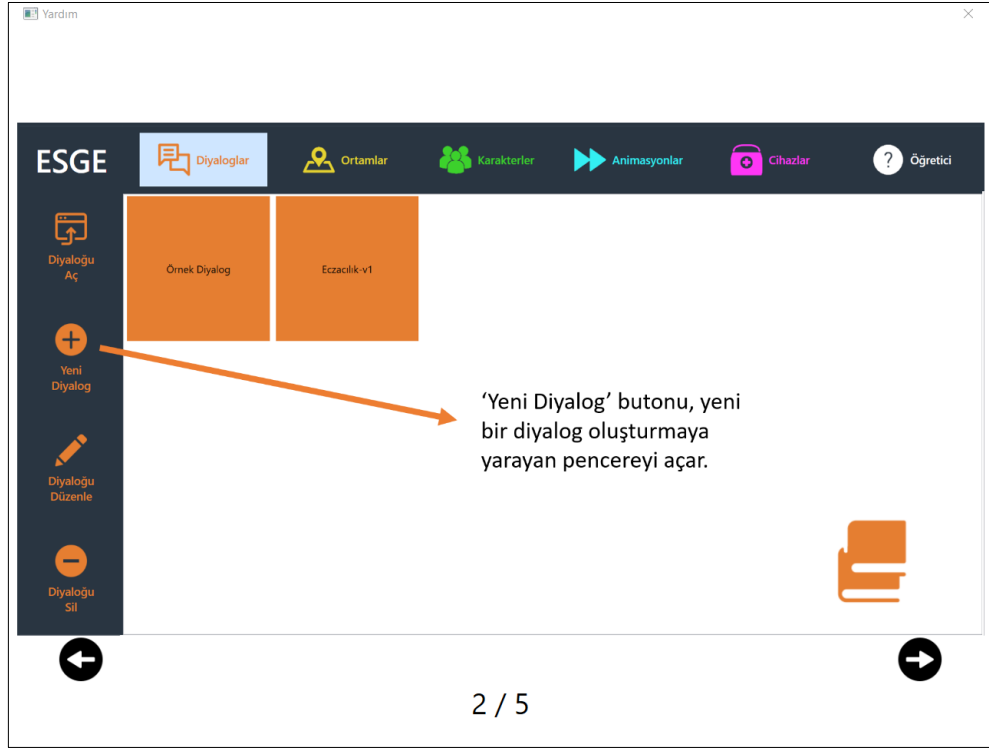 Yardım
ESGE
Diyaloglar
Ortamlar
Karakterler
Animasyonlar
Cihazlar
?
Öğretici
Diyaloğu
Aç
Yeni
Diyalog
Diyaloğu
Düzenle
Diyaloğu
Sil
Örnek Diyalog
Eczacılık-v1
‘Yeni Diyalog’ butonu, yeni
bir diyalog oluşturmaya
yarayan pencereyi açar.
2 / 5